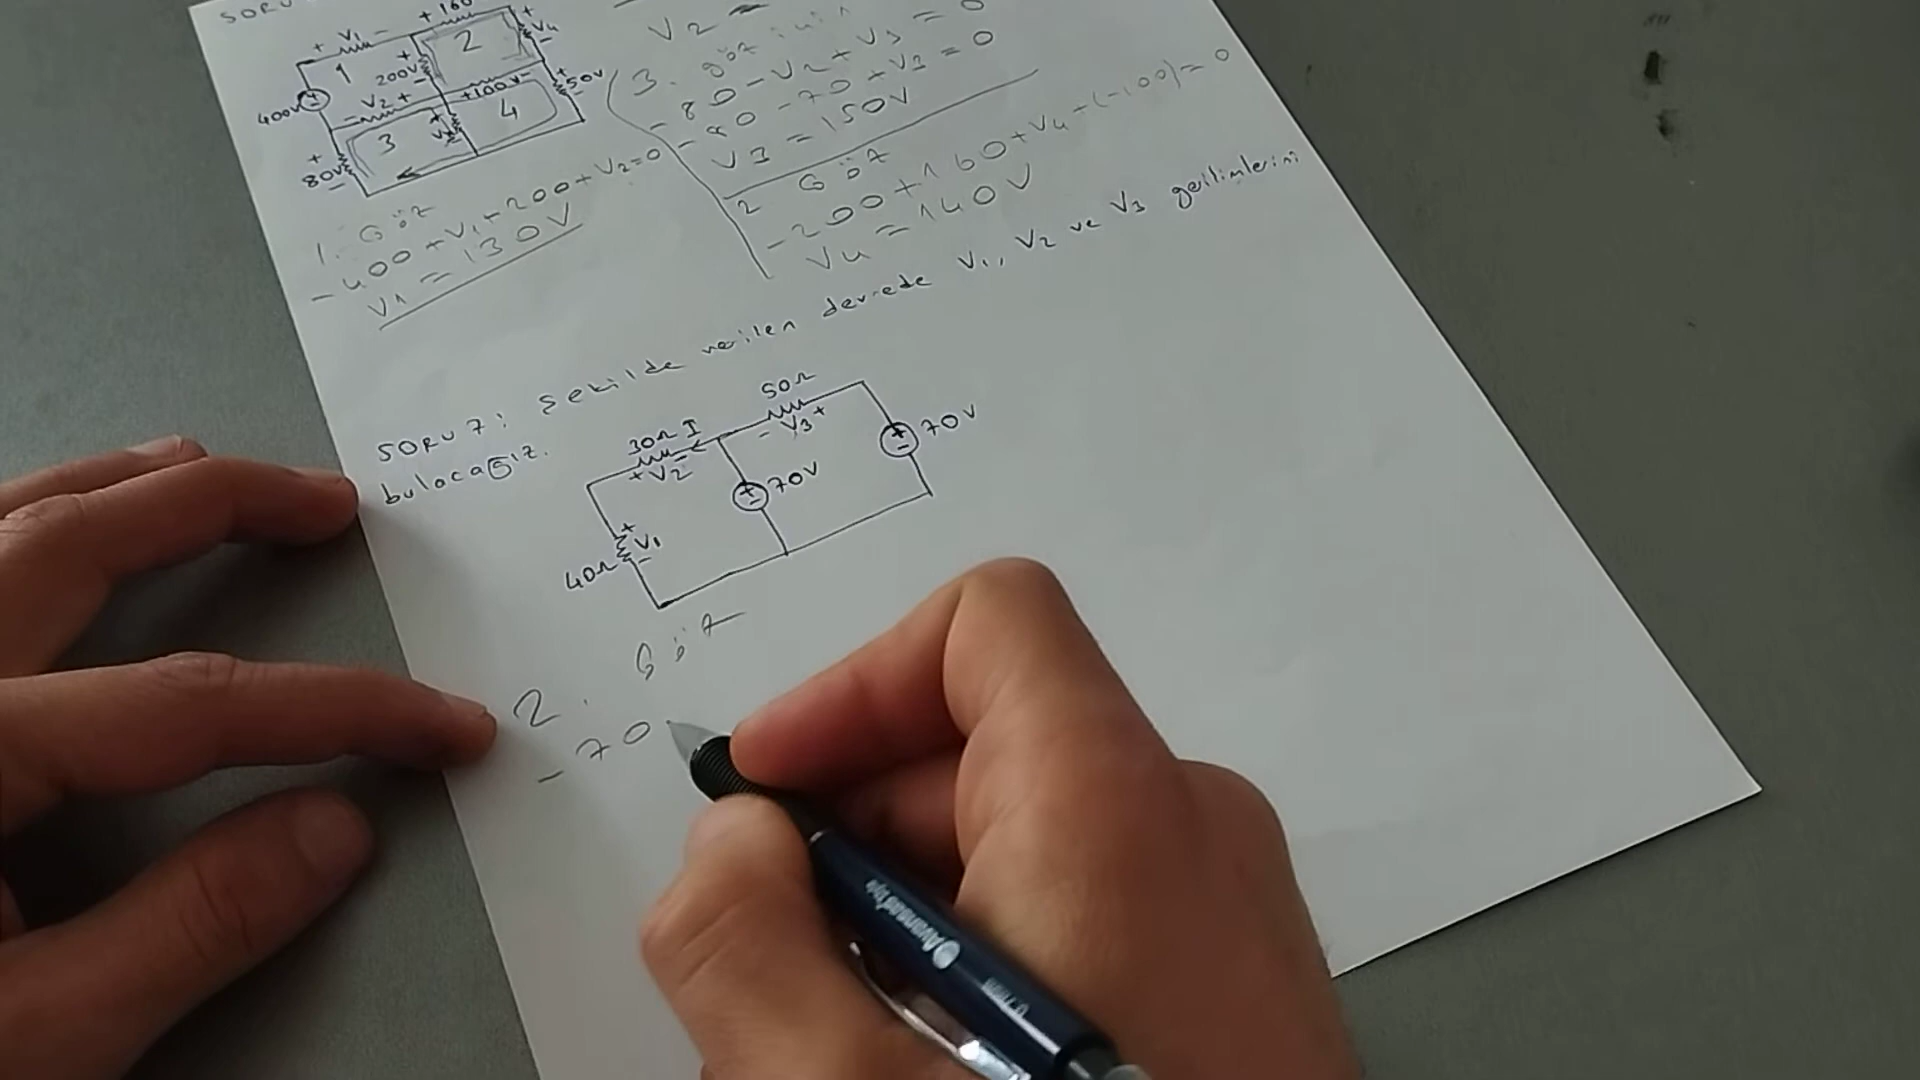 SORU
+ 160
+ V₁ -
1
2
+ V4 -
200V
400V
+ 50V
- V2 +
+100V-
3
4
+ 80V -
V2
3. göz için
-80-V2+V3=0
-80-70+V3=0
V3=150V
1. Göz
-400+V₁+200+V2=0
V1=130V
2 Göz
-200+160+V4-(-100)=0
V4=140V
SORU 7: Şekilde verilen devrede V₁, V2 ve V3 gerilimlerini
bulacağız.
50Ω
- V3 +
30Ω I
+ V2 -
70V
70V
+ V₁ -
40Ω
2. Göz
-70
0.7mm